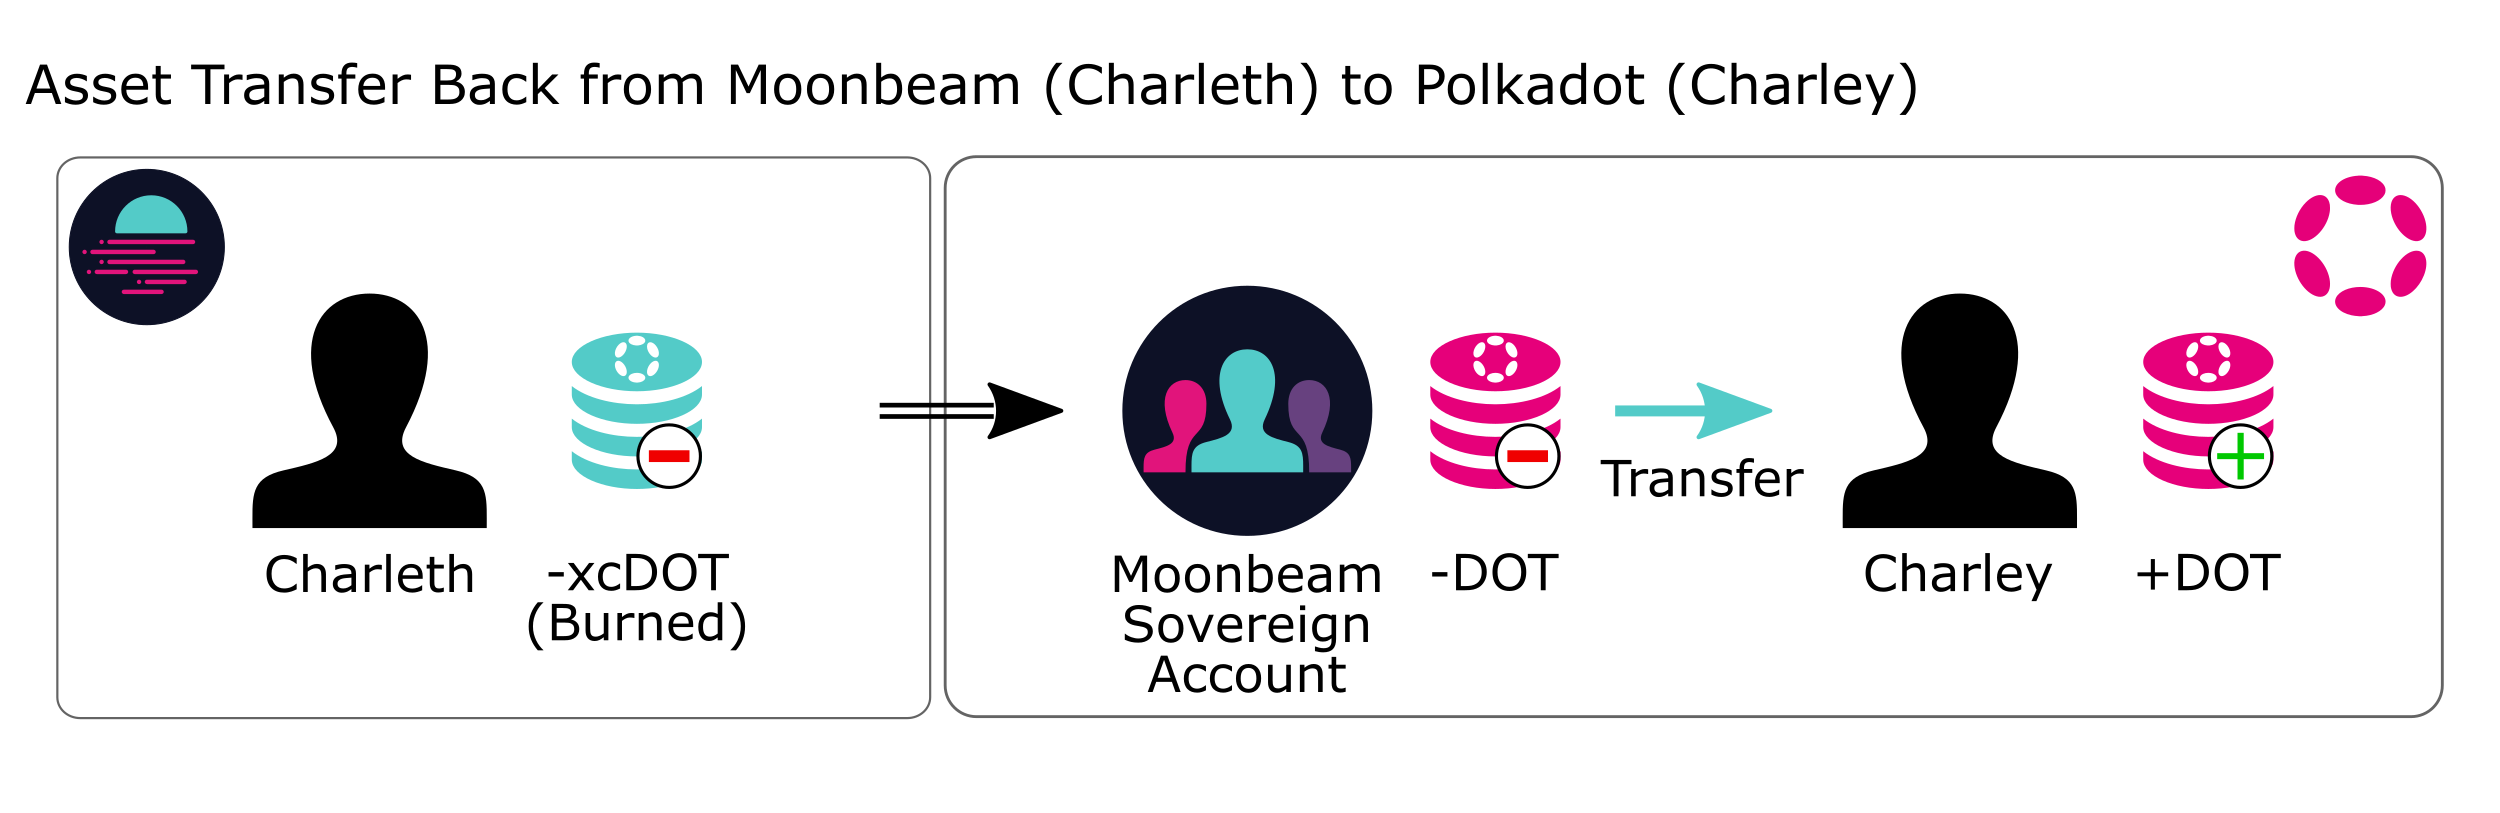 Asset Transfer Back from Moonbeam (Charleth) to Polkadot (Charley)
Charleth
-xcDOT
(Burned)
Moonbeam
Sovereign
Account
-DOT
Transfer
Charley
+DOT